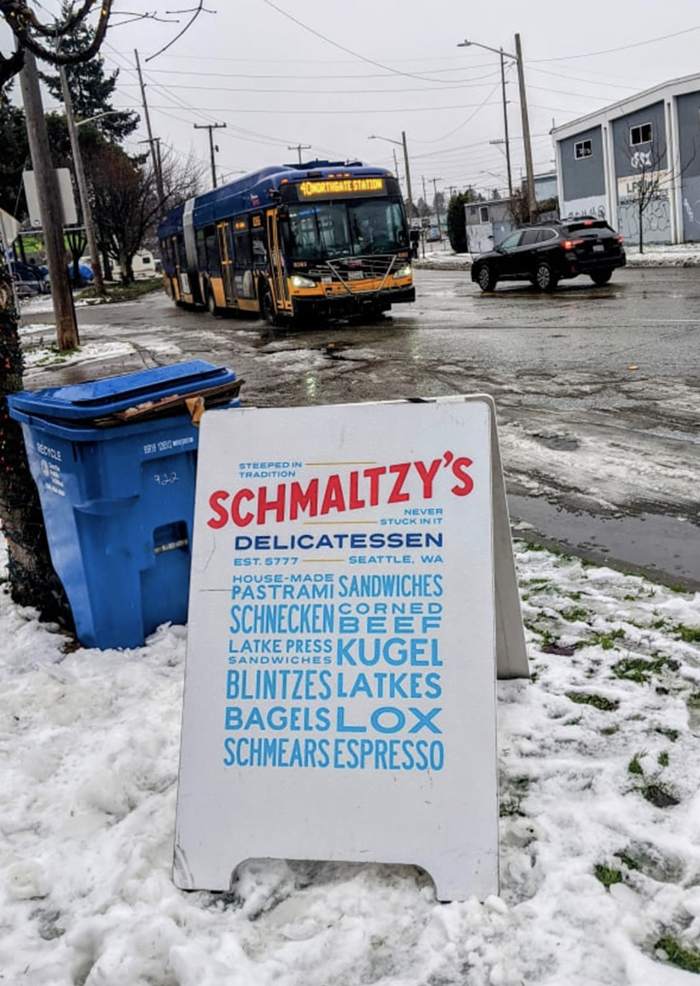 40 NORTHGATE STATION
RECYCLE
STEEPED IN
TRADITION
SCHMALTZY'S
NEVER
STUCK IN IT
DELICATESSEN
EST. 5777 SEATTLE, WA
HOUSE-MADE
PASTRAMI SANDWICHES
SCHNECKEN CORNED
BEEF
LATKE PRESS
SANDWICHES KUGEL
BLINTZES LATKES
BAGELS LOX
SCHMEARS ESPRESSO